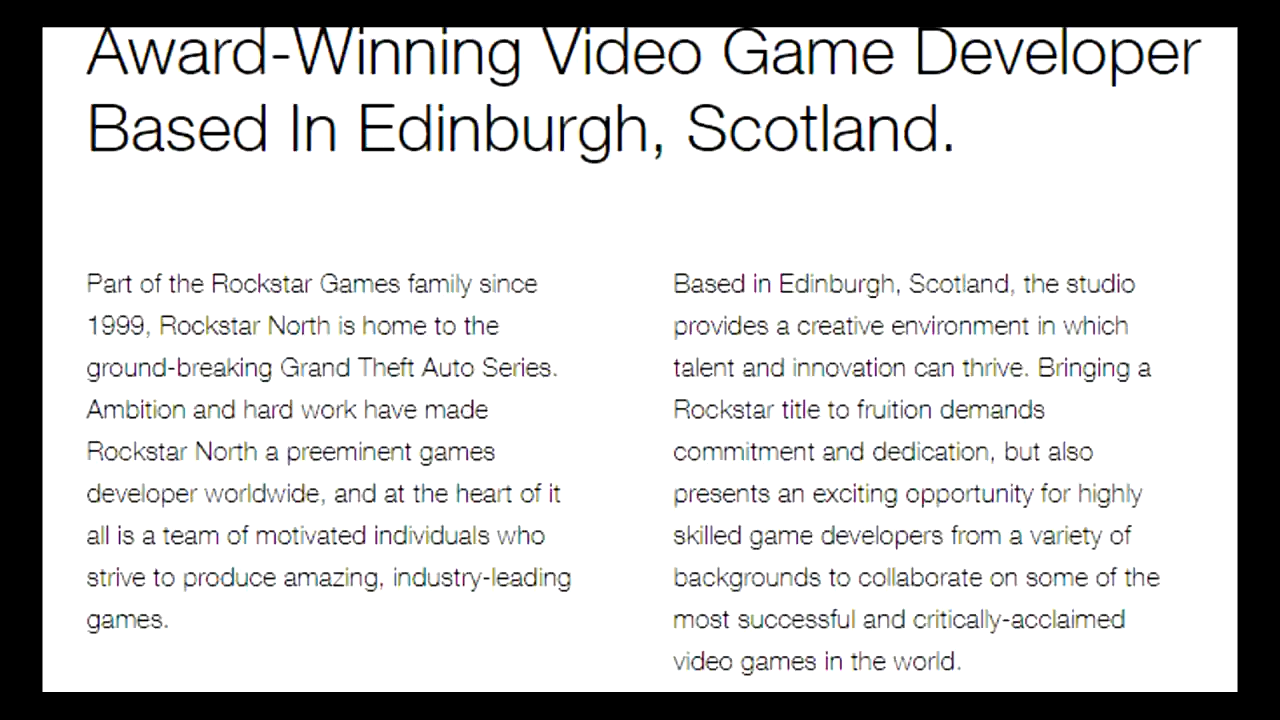 Award-Winning Video Game Developer
Based In Edinburgh, Scotland.
Part of the Rockstar Games family since
1999, Rockstar North is home to the
ground-breaking Grand Theft Auto Series.
Ambition and hard work have made
Rockstar North a preeminent games
developer worldwide, and at the heart of it
all is a team of motivated individuals who
strive to produce amazing, industry-leading
games.
Based in Edinburgh, Scotland, the studio
provides a creative environment in which
talent and innovation can thrive. Bringing a
Rockstar title to fruition demands
commitment and dedication, but also
presents an exciting opportunity for highly
skilled game developers from a variety of
backgrounds to collaborate on some of the
most successful and critically-acclaimed
video games in the world.